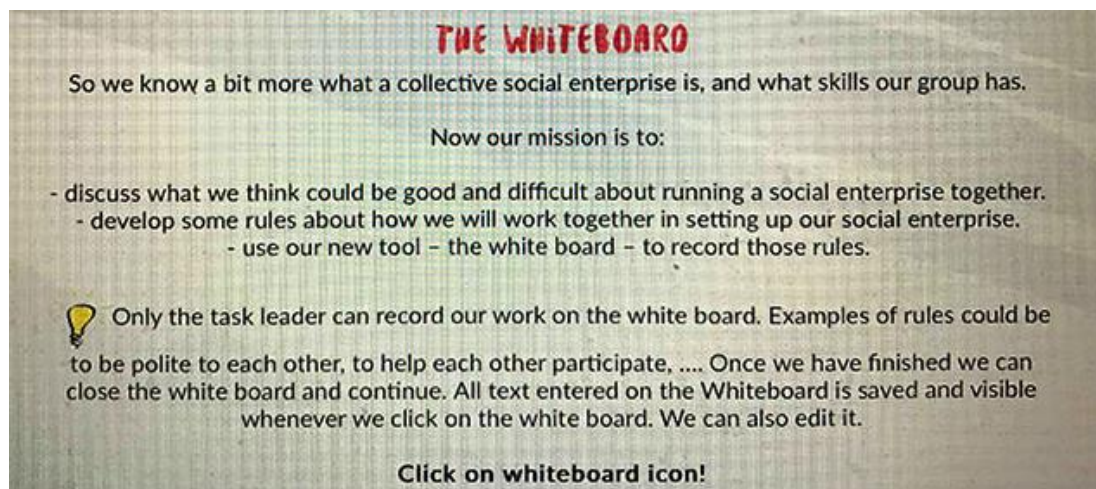 THE WHITEBOARD
So we know a bit more what a collective social enterprise is, and what skills our group has.
Now our mission is to:
- discuss what we think could be good and difficult about running a social enterprise together.
- develop some rules about how we will work together in setting up our social enterprise.
- use our new tool – the white board – to record those rules.
Only the task leader can record our work on the white board. Examples of rules could be
to be polite to each other, to help each other participate, .... Once we have finished we can
close the white board and continue. All text entered on the Whiteboard is saved and visible
whenever we click on the white board. We can also edit it.
Click on whiteboard icon!